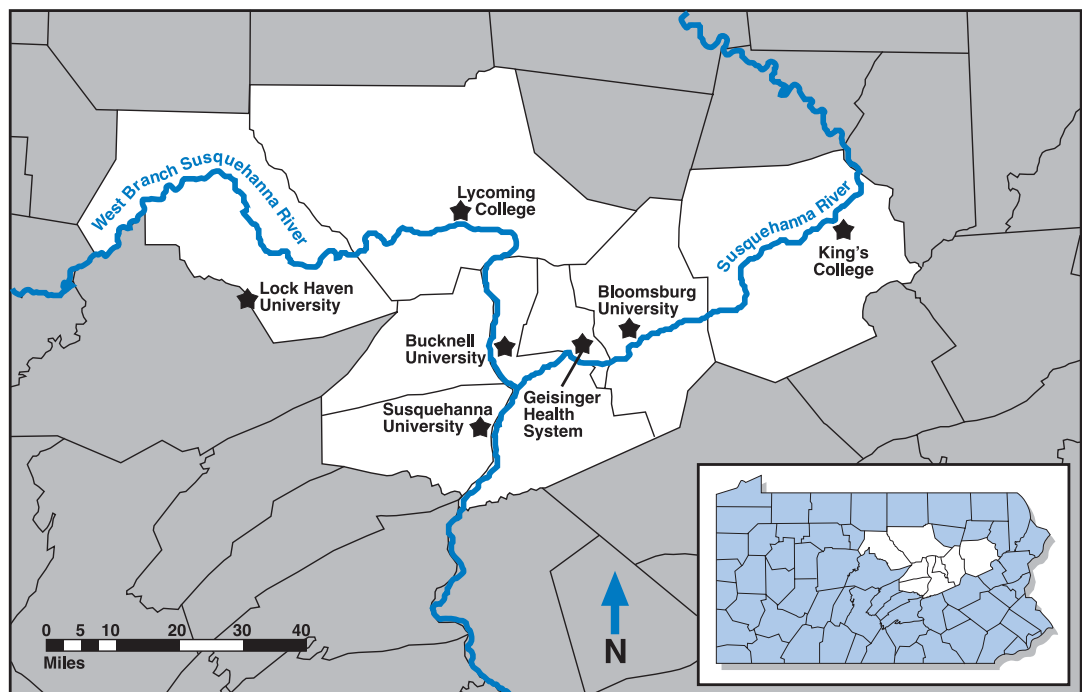 West Branch Susquehanna River
Lycoming
College
Susquehanna River
King's
College
Lock Haven
University
Bloomsburg
University
Bucknell
University
Geisinger
Health
System
Susquehanna
University
0 5 10 20 30 40
Miles
N